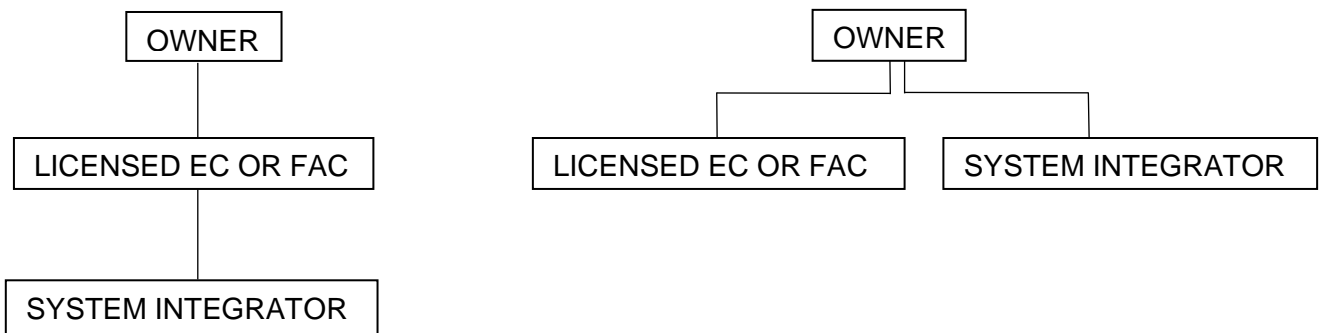 OWNER
LICENSED EC OR FAC
SYSTEM INTEGRATOR
OWNER
LICENSED EC OR FAC
SYSTEM INTEGRATOR